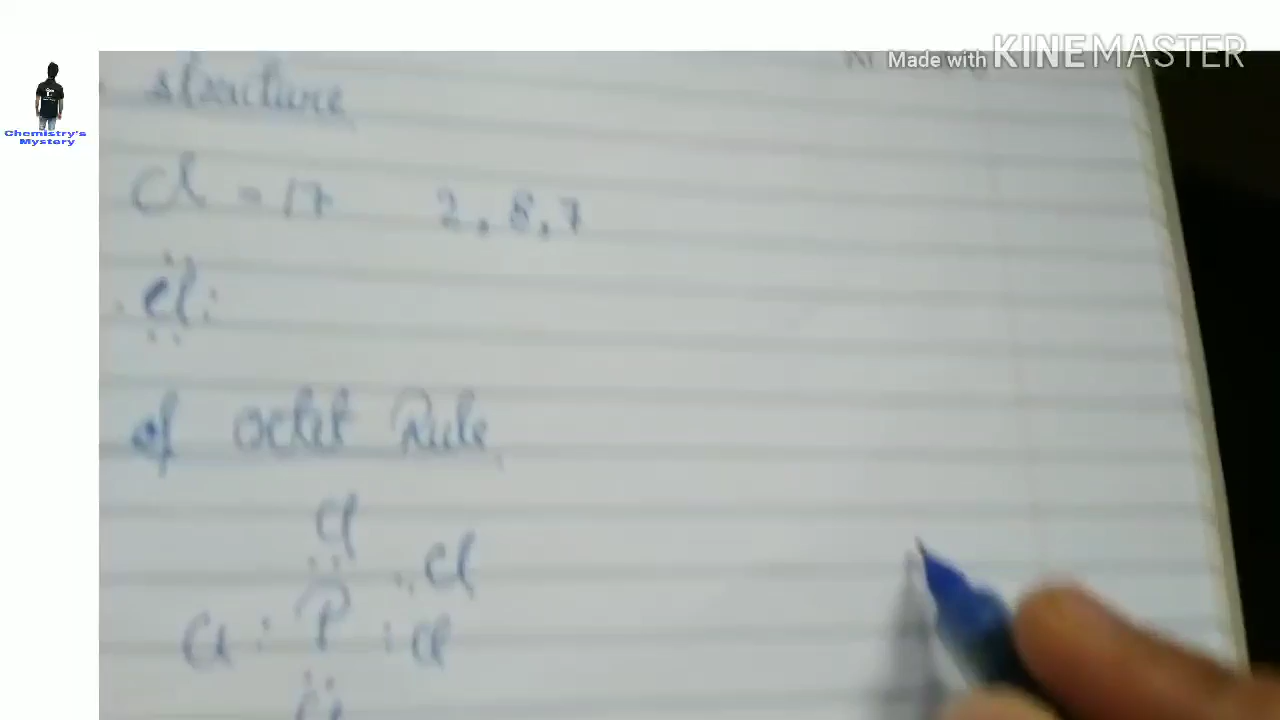 Made with KINEMASTER
Chemistry's
Mystery
structure
Cl = 17 2, 8, 7
. Cl :
of octet Rule
Cl
. . Cl
Cl : P : Cl